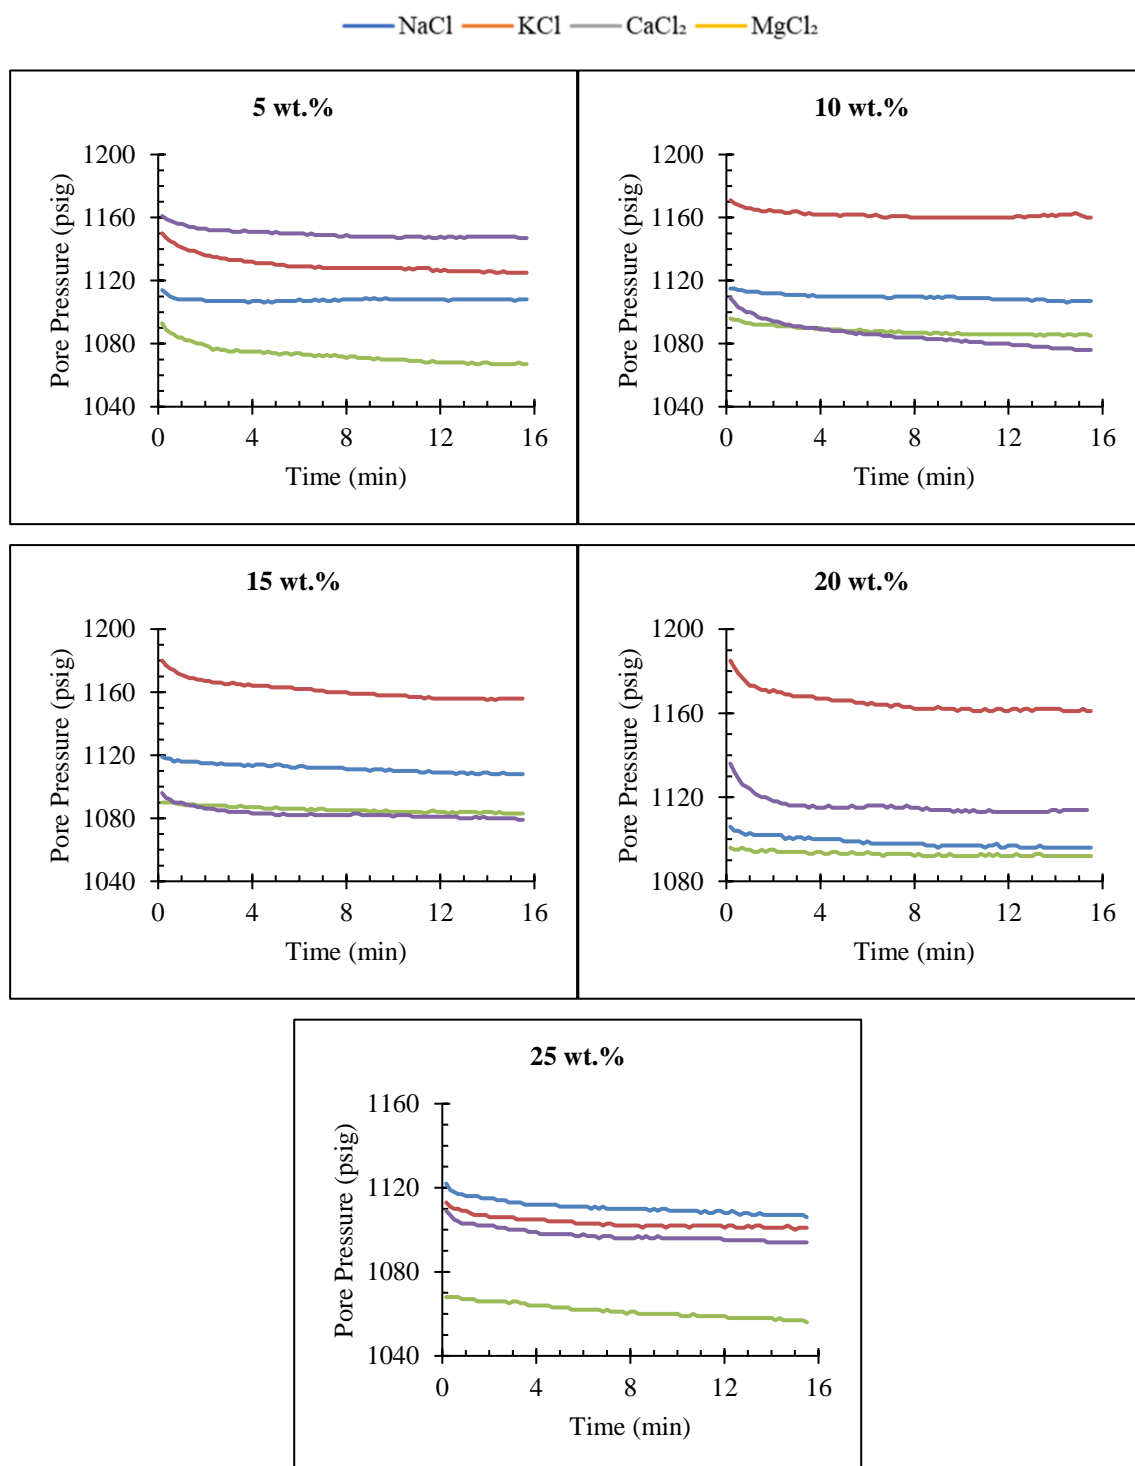 NaCl KCl CaCl₂ MgCl₂
5 wt.%
1200
1160
1120
1080
1040
Pore Pressure (psig)
0 4 8 12 16
Time (min)
10 wt.%
1200
1160
1120
1080
1040
Pore Pressure (psig)
0 4 8 12 16
Time (min)
15 wt.%
1200
1160
1120
1080
1040
Pore Pressure (psig)
0 4 8 12 16
Time (min)
20 wt.%
1200
1160
1120
1080
Pore Pressure (psig)
0 4 8 12 16
Time (min)
25 wt.%
1160
1120
1080
1040
Pore Pressure (psig)
0 4 8 12 16
Time (min)